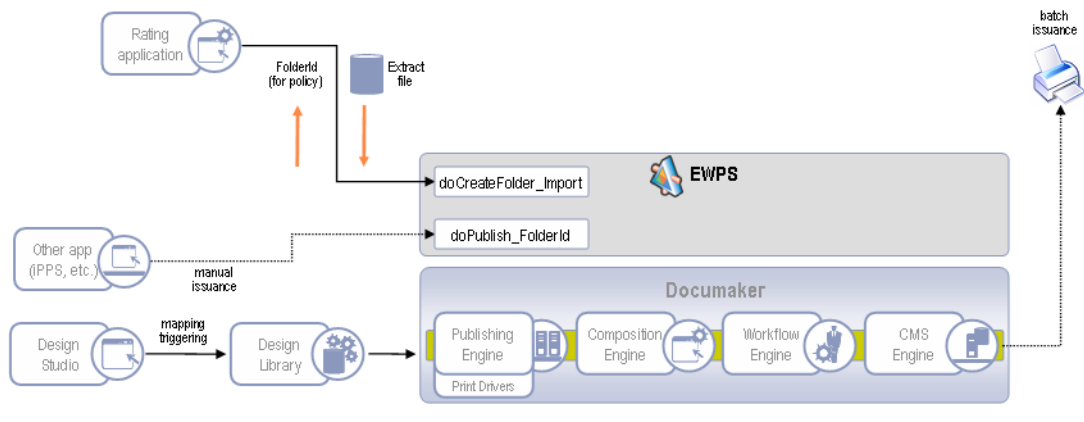 batch
issuance
Rating
application
FolderId
(for policy)
Extract
file
EWPS
doCreateFolder_Import
doPublish_FolderId
Other app
(iPPS, etc.)
manual
issuance
Documaker
mapping
triggering
Design
Studio
Design
Library
Publishing
Engine
Print Drivers
Composition
Engine
Workflow
Engine
CMS
Engine